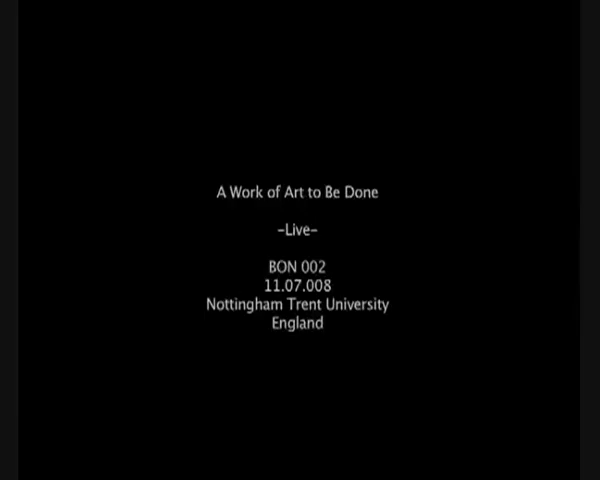 A Work of Art to Be Done
-Live-
BON 002
11.07.008
Nottingham Trent University
England